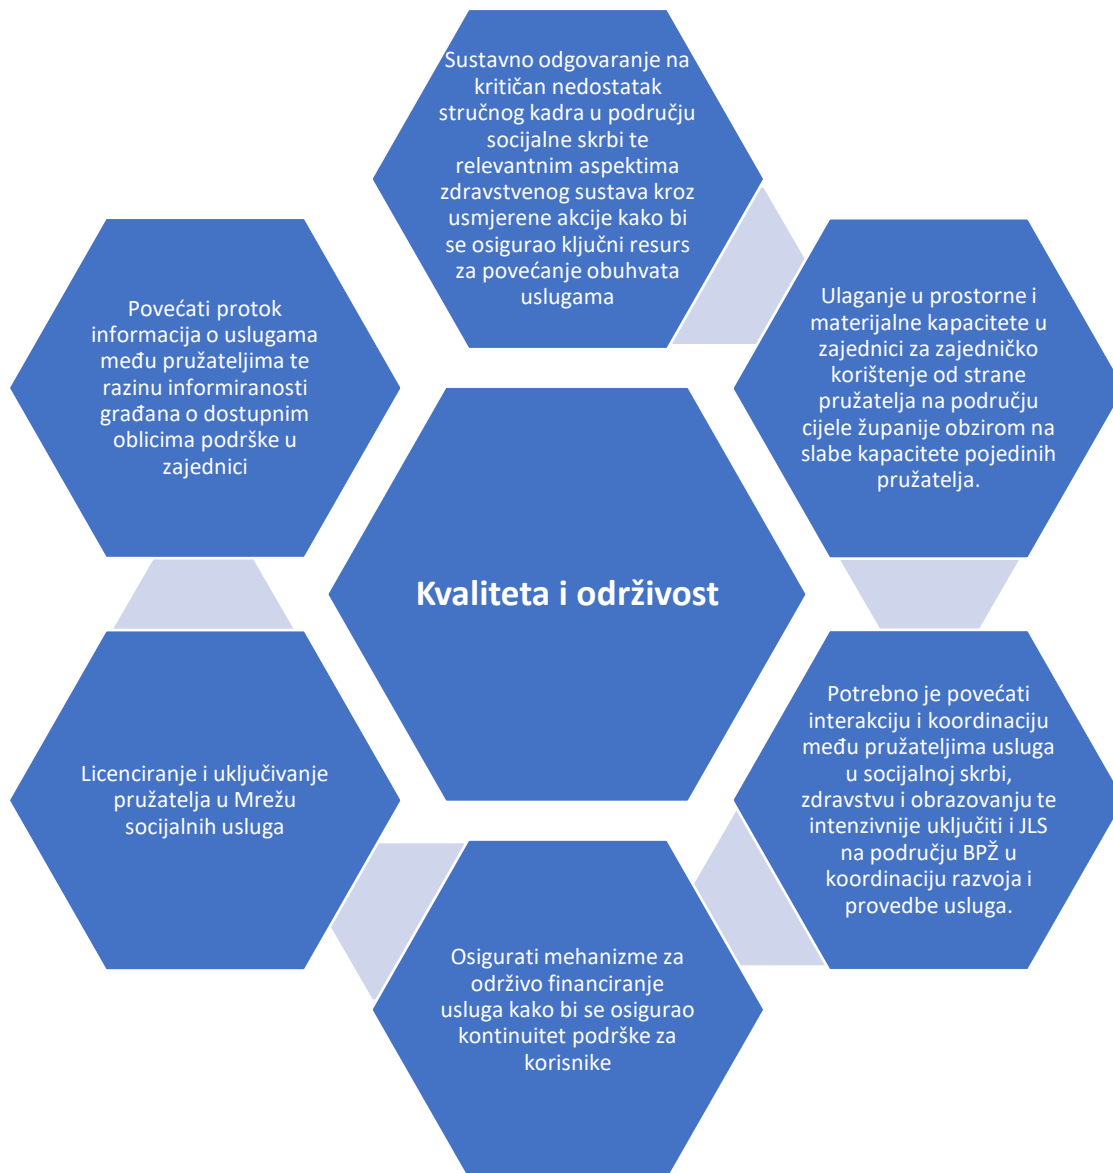 Sustavno odgovaranje na
kritičan nedostatak
stručnog kadra u području
socijalne skrbi te
relevantnim aspektima
zdravstvenog sustava kroz
usmjerene akcije kako bi
se osigurao ključni resurs
za povećanje obuhvata
uslugama
Ulaganje u prostorne i
materijalne kapacitete u
zajednici za zajedničko
korištenje od strane
pružatelja na području
cijele županije obzirom na
slabe kapacitete pojedinih
pružatelja.
Potrebno je povećati
interakciju i koordinaciju
među pružateljima usluga
u socijalnoj skrbi,
zdravstvu i obrazovanju te
intenzivnije uključiti i JLS
na području BPŽ u
koordinaciju razvoja i
provedbe usluga.
Osigurati mehanizme za
održivo financiranje
usluga kako bi se osigurao
kontinuitet podrške za
korisnike
Licenciranje i uključivanje
pružatelja u Mrežu
socijalnih usluga
Povećati protok
informacija o uslugama
među pružateljima te
razinu informiranosti
građana o dostupnim
oblicima podrške u
zajednici
Kvaliteta i održivost